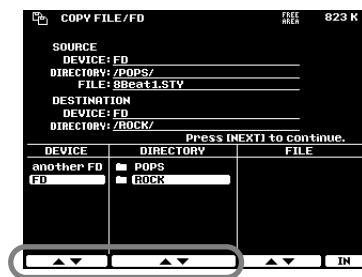 COPY FILE/FD FREE AREA 823 K
SOURCE
DEVICE: FD
DIRECTORY: /POPS/
FILE: 8Beat1.STY
DESTINATION
DEVICE: FD
DIRECTORY: /ROCK/
Press [NEXT] to continue.
DEVICE DIRECTORY FILE
another FD POPS
FD ROCK
▲ ▼ ▲ ▼ ▲ ▼ IN